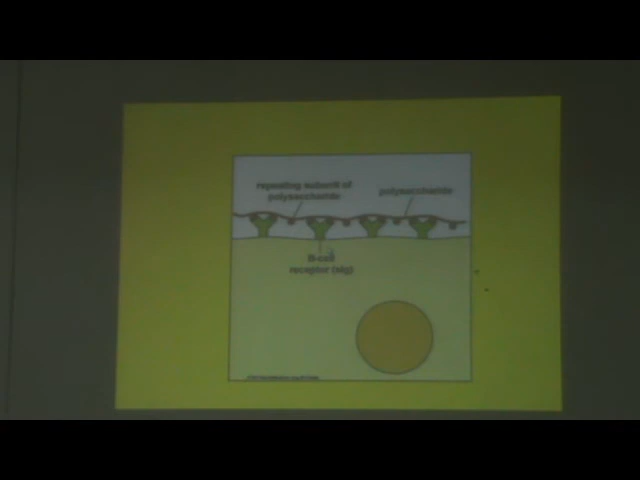 repeating subunit of
polysaccharide
polysaccharide
B-cell
receptor (sIg)